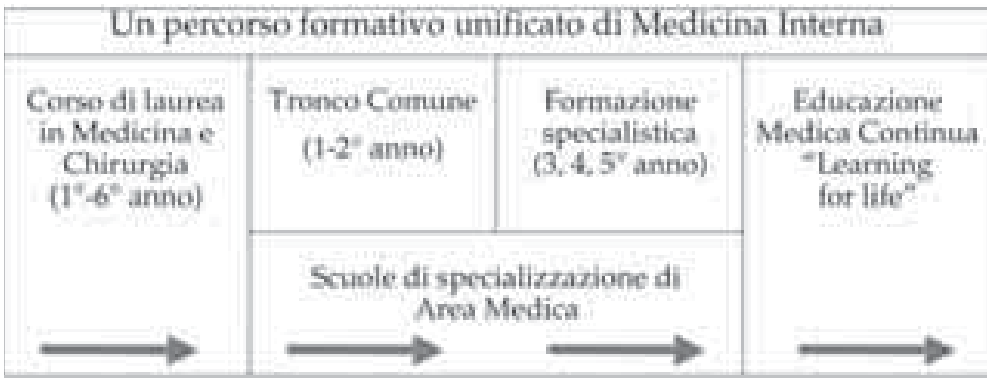 Un percorso formativo unificato di Medicina Interna
Corso di laurea
in Medicina e
Chirurgia
(1°-6° anno)
Tronco Comune
(1-2° anno)
Formazione
specialistica
(3, 4, 5° anno)
Educazione
Medica Continua
"Learning
for life"
Scuole di specializzazione di
Area Medica